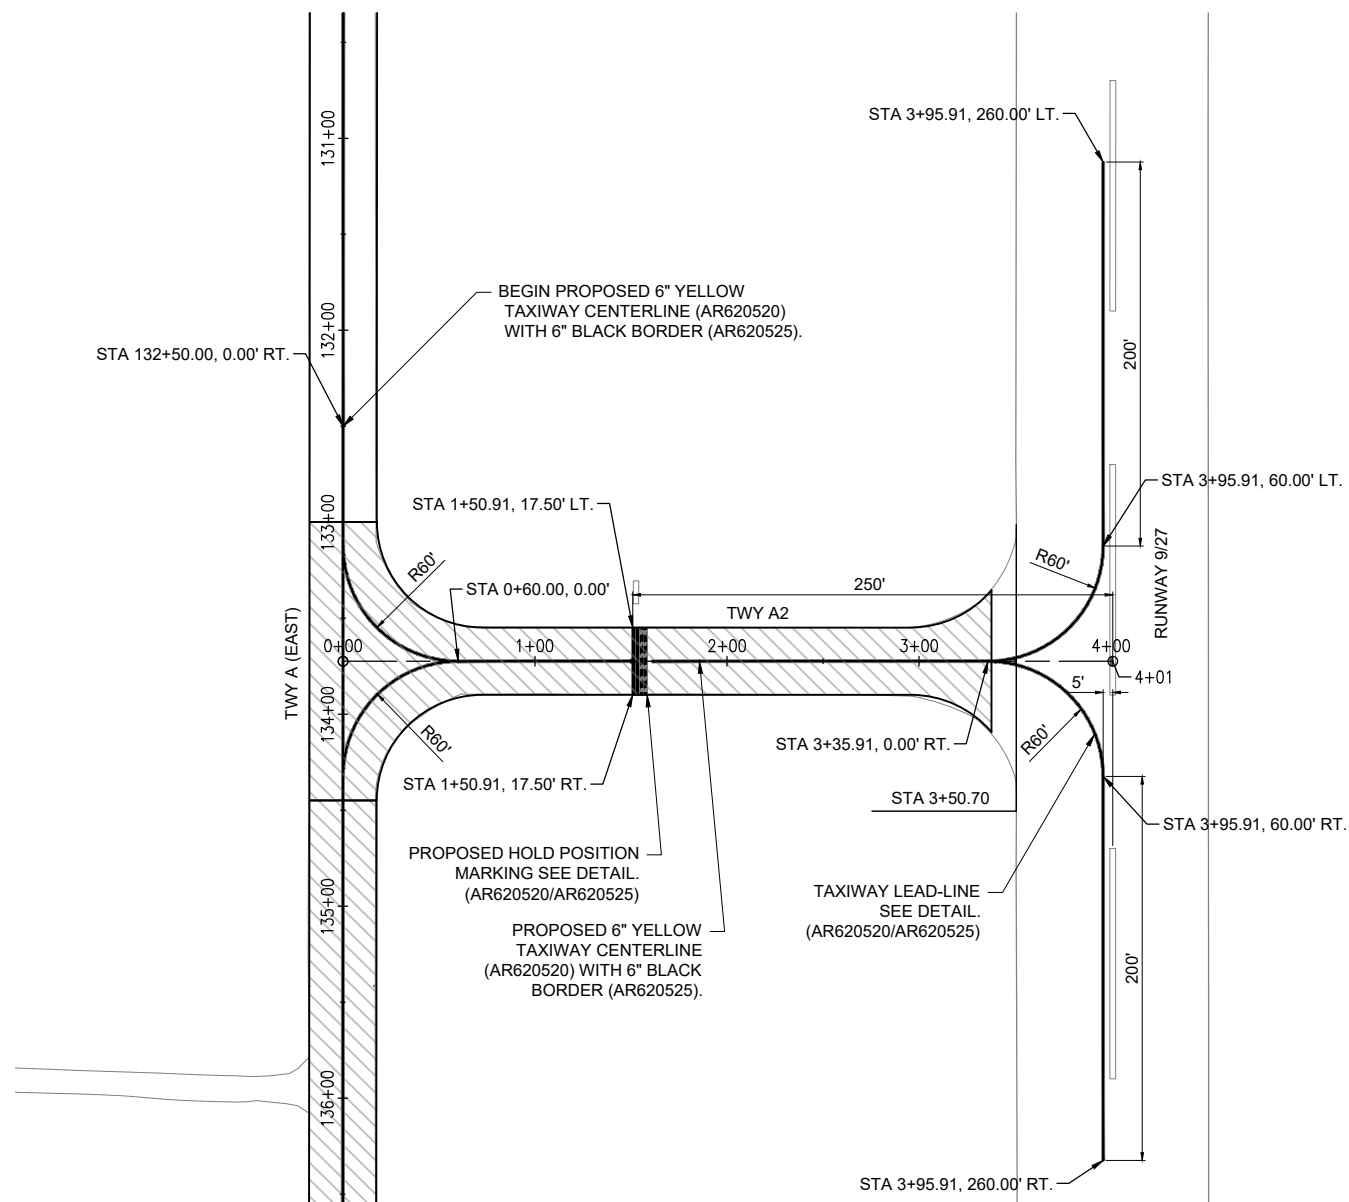 STA 3+95.91, 260.00' LT.
131+00
BEGIN PROPOSED 6" YELLOW
TAXIWAY CENTERLINE (AR620520)
WITH 6" BLACK BORDER (AR620525).
132+00
STA 132+50.00, 0.00' RT.
200'
STA 3+95.91, 60.00' LT.
STA 1+50.91, 17.50' LT.
133+00
R60'
R60'
RUNWAY 9/27
STA 0+60.00, 0.00'
250'
TWY A2
TWY A (EAST)
0+00
1+00
2+00
3+00
4+00
4+01
5'
134+00
R60'
R60'
STA 3+35.91, 0.00' RT.
STA 1+50.91, 17.50' RT.
STA 3+50.70
STA 3+95.91, 60.00' RT.
PROPOSED HOLD POSITION
MARKING SEE DETAIL.
(AR620520/AR620525)
TAXIWAY LEAD-LINE
SEE DETAIL.
(AR620520/AR620525)
135+00
PROPOSED 6" YELLOW
TAXIWAY CENTERLINE
(AR620520) WITH 6" BLACK
BORDER (AR620525).
200'
136+00
STA 3+95.91, 260.00' RT.